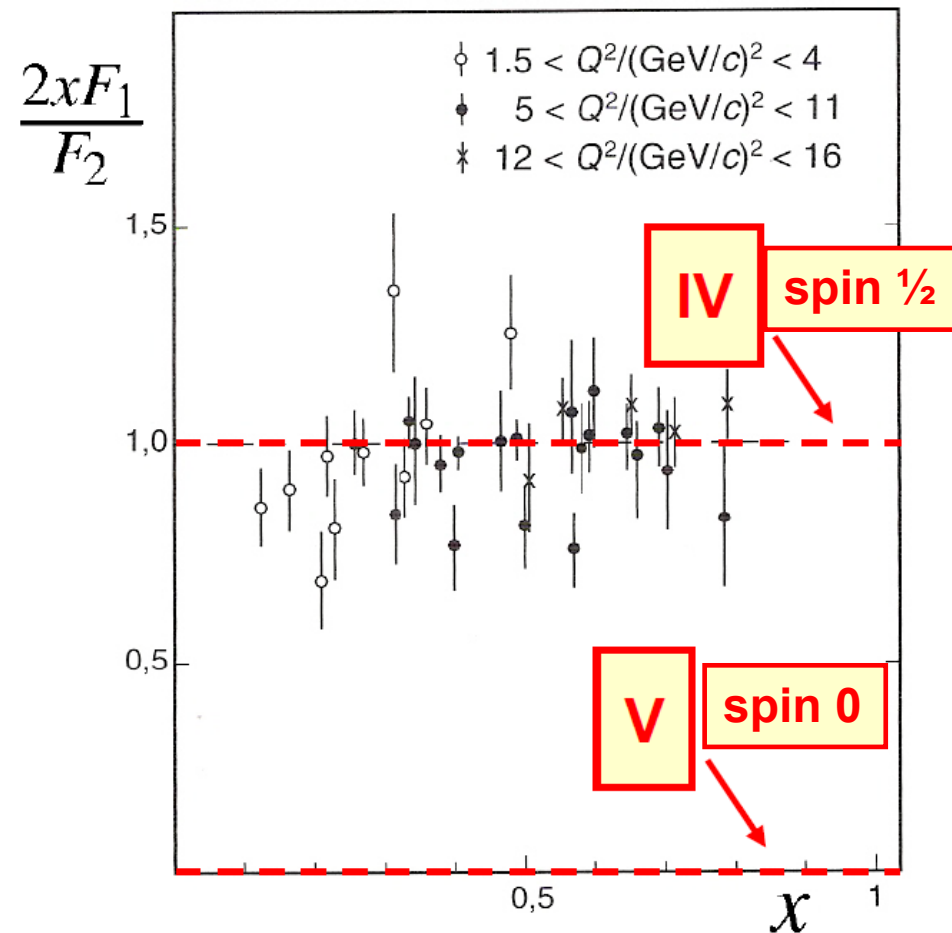 2xF₁
F₂
1.5 < Q²/(GeV/c)² < 4
5 < Q²/(GeV/c)² < 11
12 < Q²/(GeV/c)² < 16
1,5
IV
spin ½
1,0
0,5
V
spin 0
0,5
1
x